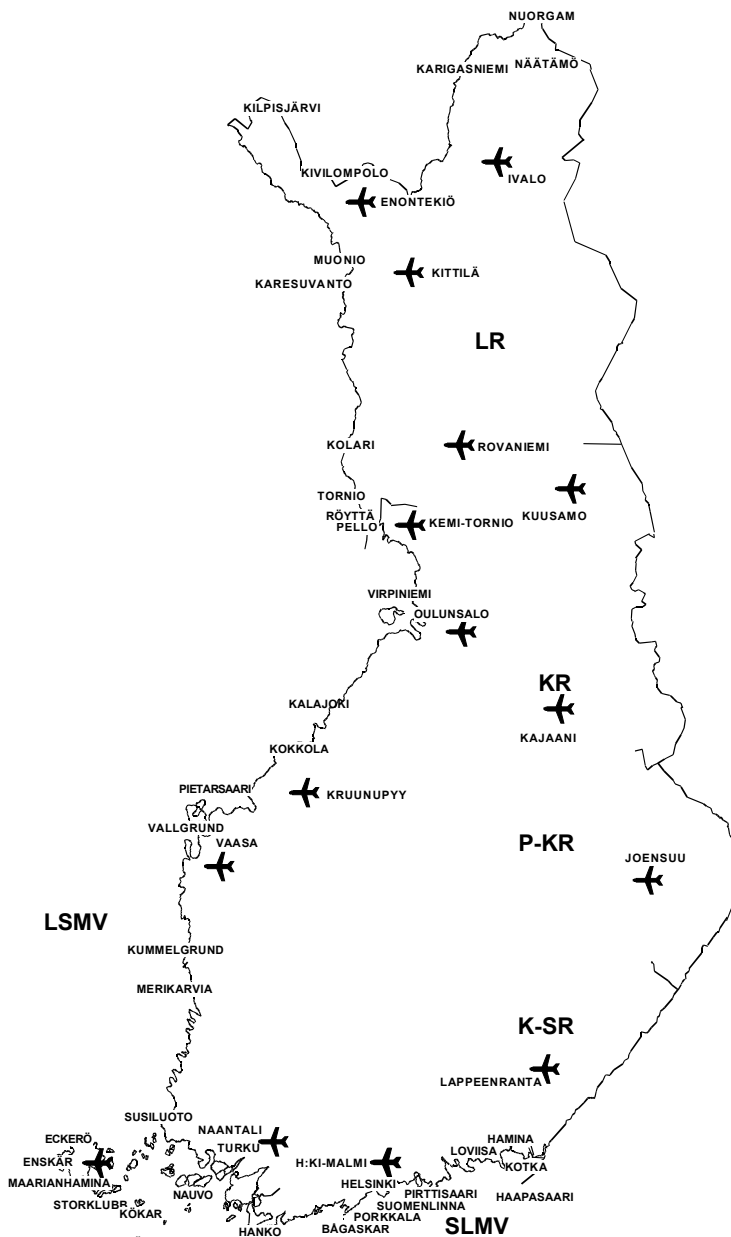 NUORGAM
KARIGASNIEMI
NÄÄTÄMÖ
KILPISJÄRVI
KIVILOMPOLO
IVALO
ENONTEKIÖ
MUONIO
KITTILÄ
KARESUVANTO
LR
KOLARI
ROVANIEMI
TORNIO
RÖYTTÄ
PELLO
KEMI-TORNIO
KUUSAMO
VIRPINIEMI
OULUNSALO
KR
KALAJOKI
KAJAANI
KOKKOLA
PIETARSAARI
KRUUNUPYY
VALLGRUND
VAASA
P-KR
JOENSUU
LSMV
KUMMELGRUND
MERIKARVIA
K-SR
LAPPEENRANTA
SUSILUOTO
NAANTALI
ECKERÖ
TURKU
HAMINA
LOVIISA
ENSKÄR
H:KI-MALMI
KOTKA
MAARIANHAMINA
HELSINKI
NAUVO
PIRTTISAARI
HAAPASAARI
STORKLUBB
SUOMENLINNA
KÖKAR
PORKKALA
BÅGASKAR
HANKO
SLMV